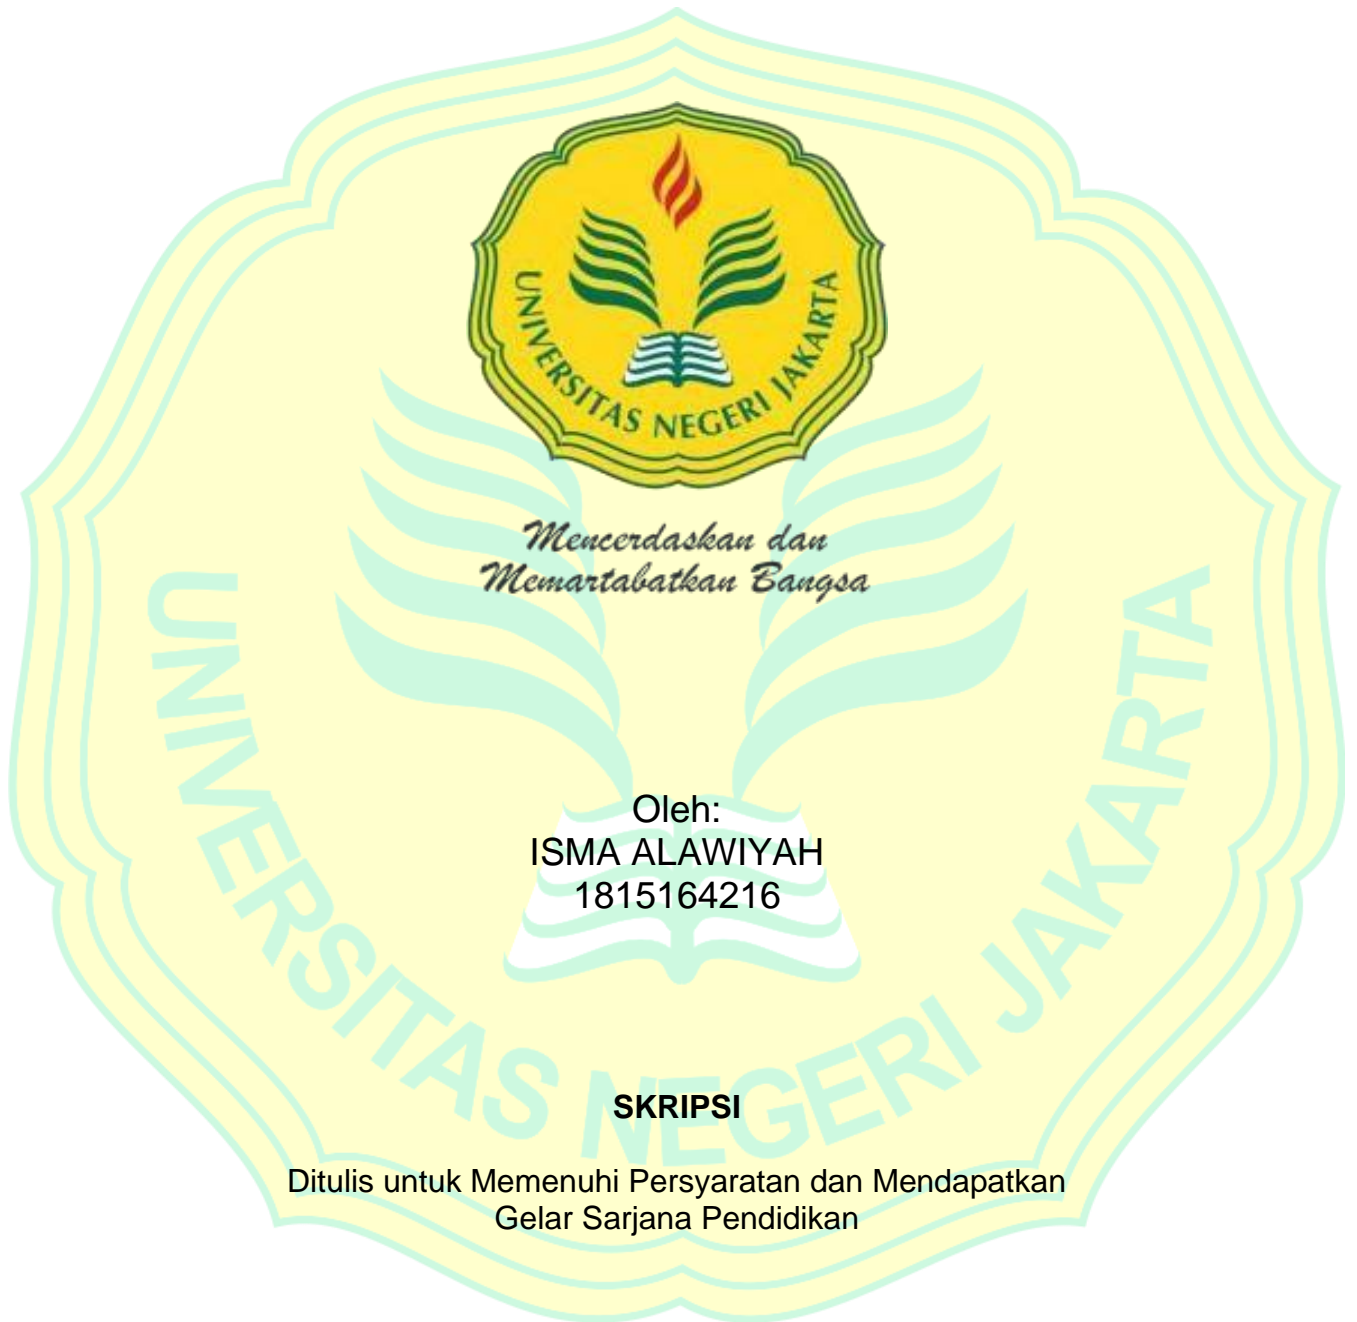 UNIVERSITAS NEGERI JAKARTA
Mencerdaskan dan
Memartabatkan Bangsa
Oleh:
ISMA ALAWIYAH
1815164216
SKRIPSI
Ditulis untuk Memenuhi Persyaratan dan Mendapatkan
Gelar Sarjana Pendidikan
UNIVERSITAS NEGERI JAKARTA